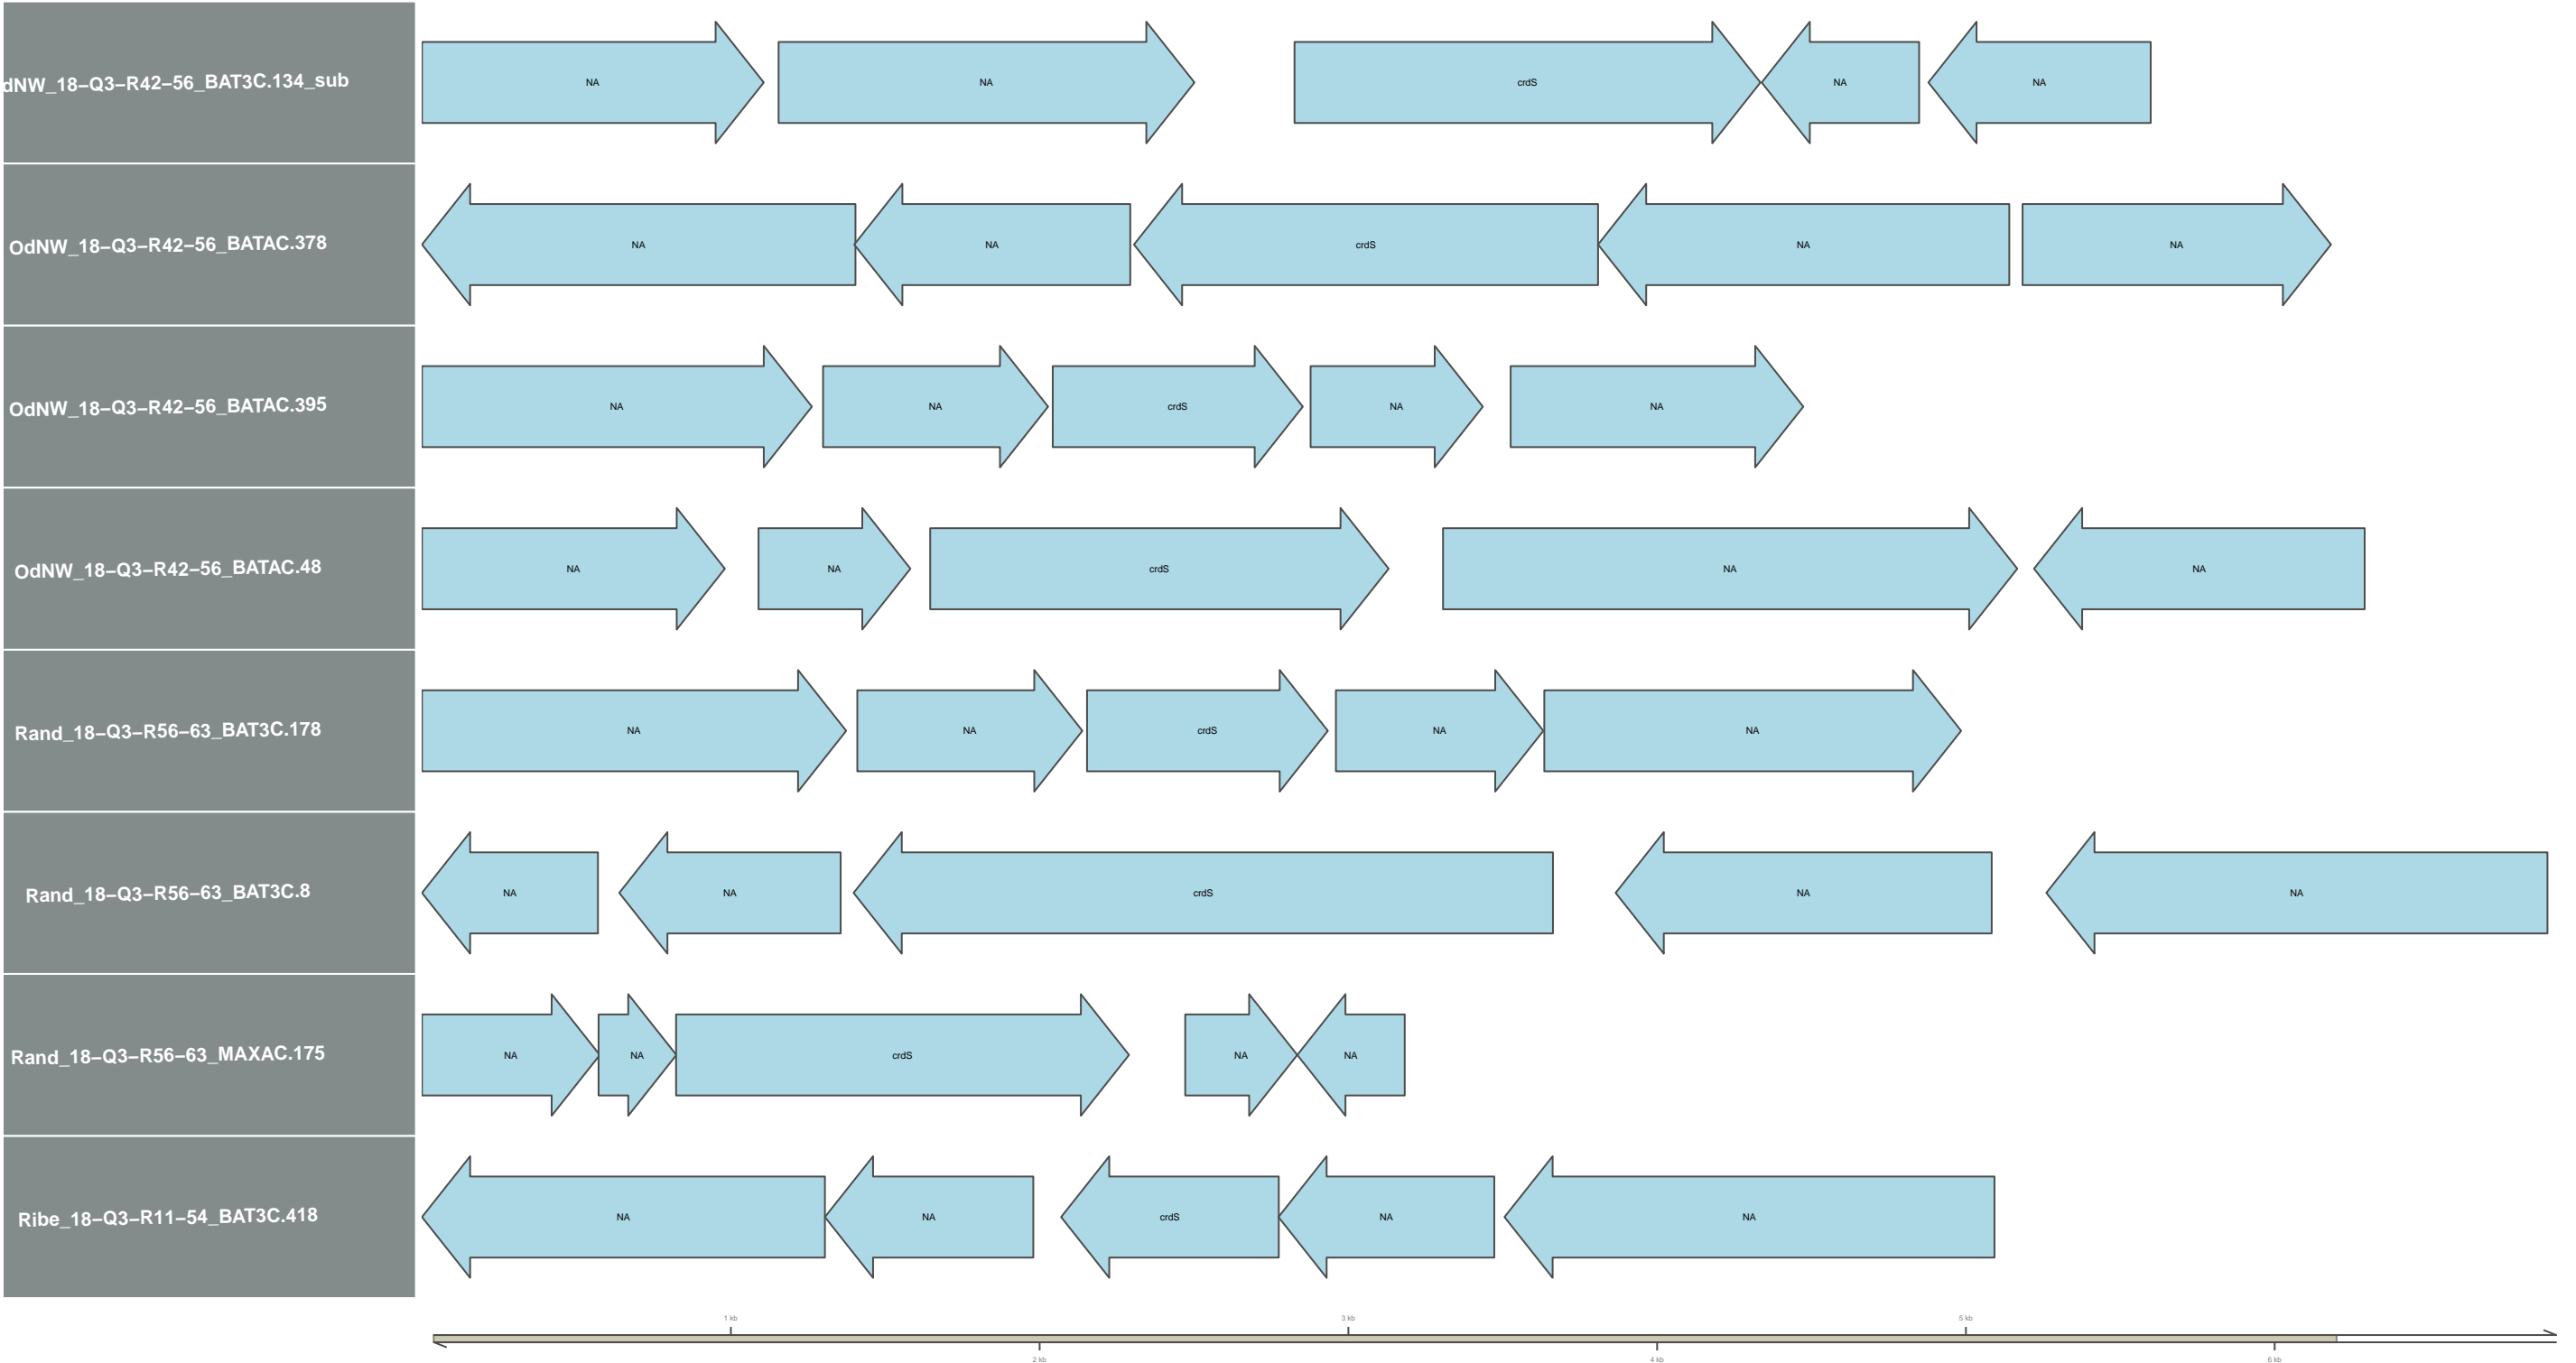 dNW_18−Q3−R42−56_BAT3C.134_sub
NA NA crdS NA NA
OdNW_18−Q3−R42−56_BATAC.378
NA NA crdS NA NA
OdNW_18−Q3−R42−56_BATAC.395
NA NA crdS NA NA
OdNW_18−Q3−R42−56_BATAC.48
NA NA crdS NA NA
Rand_18−Q3−R56−63_BAT3C.178
NA NA crdS NA NA
Rand_18−Q3−R56−63_BAT3C.8
NA NA crdS NA NA
Rand_18−Q3−R56−63_MAXAC.175
NA NA crdS NA NA
Ribe_18−Q3−R11−54_BAT3C.418
NA NA crdS NA NA
1 kb 3 kb 5 kb
2 kb 4 kb 6 kb